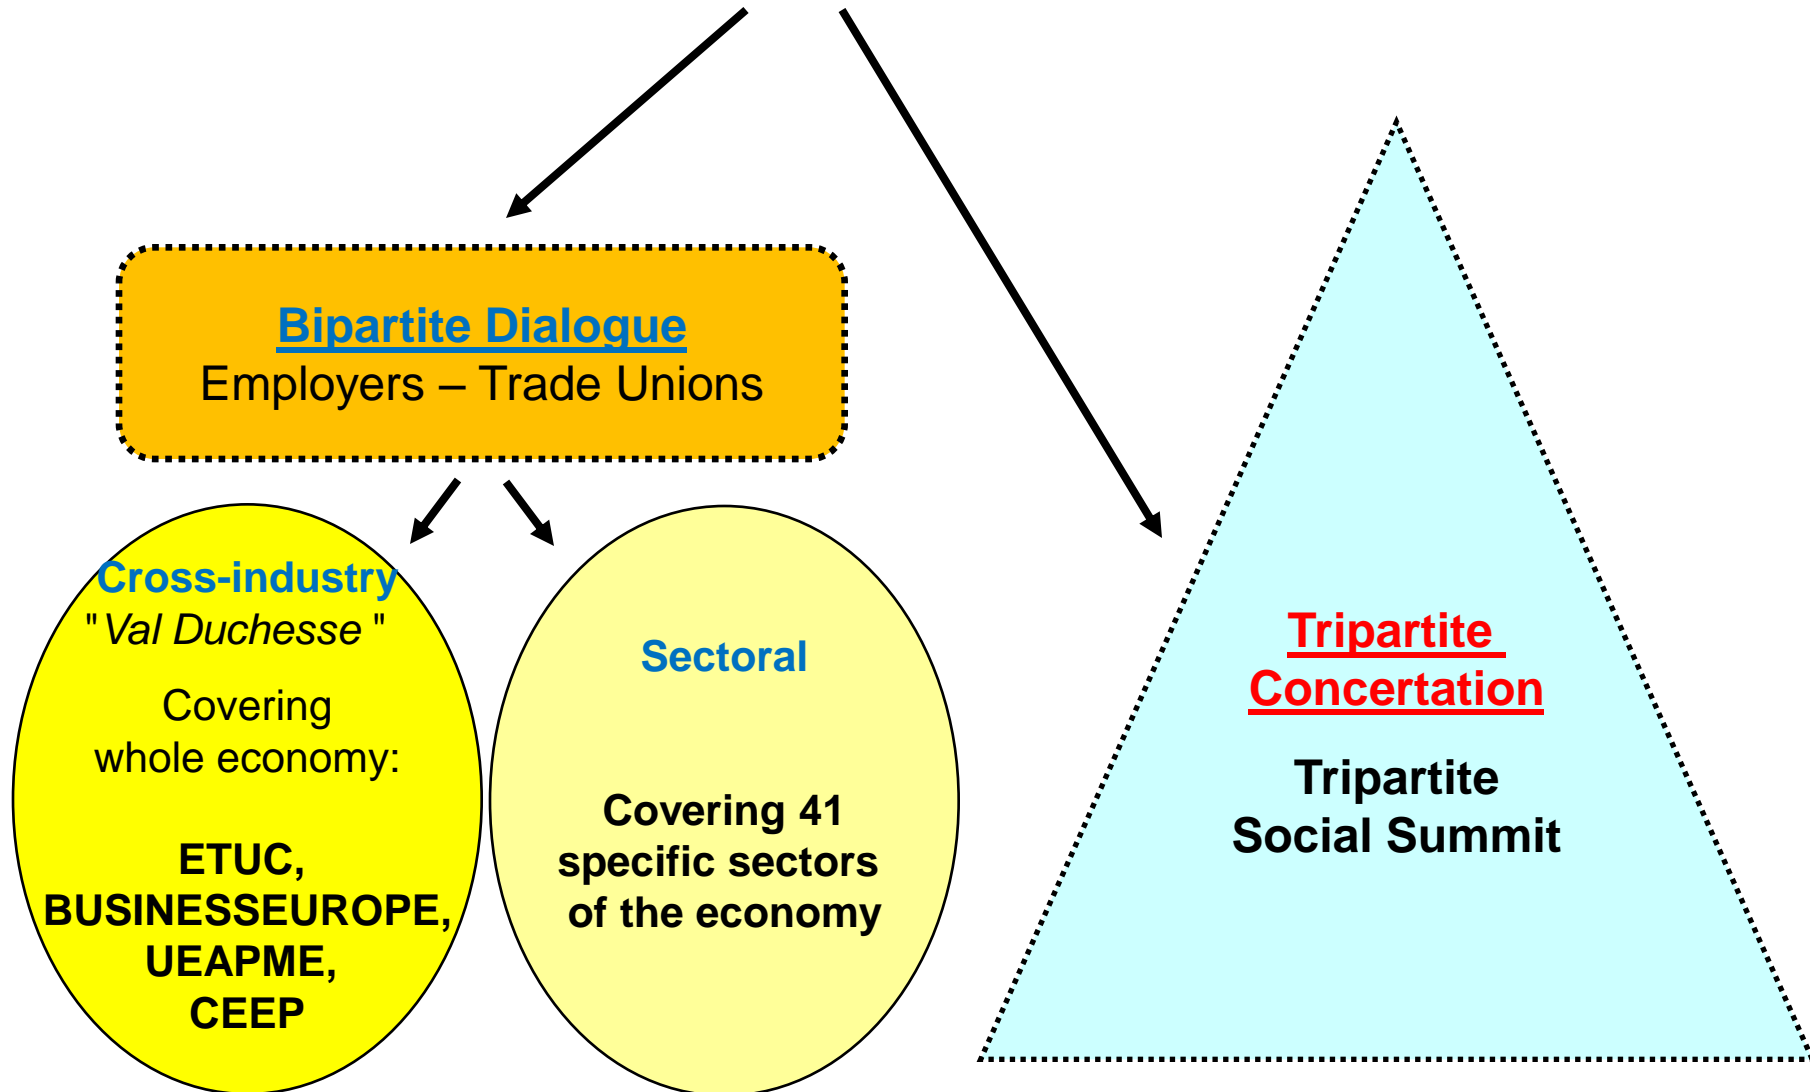 Bipartite Dialogue
Employers – Trade Unions
Cross-industry
"Val Duchesse "
Covering
whole economy:
ETUC,
BUSINESSEUROPE,
UEAPME,
CEEP
Sectoral
Covering 41
specific sectors
of the economy
Tripartite
Concertation
Tripartite
Social Summit